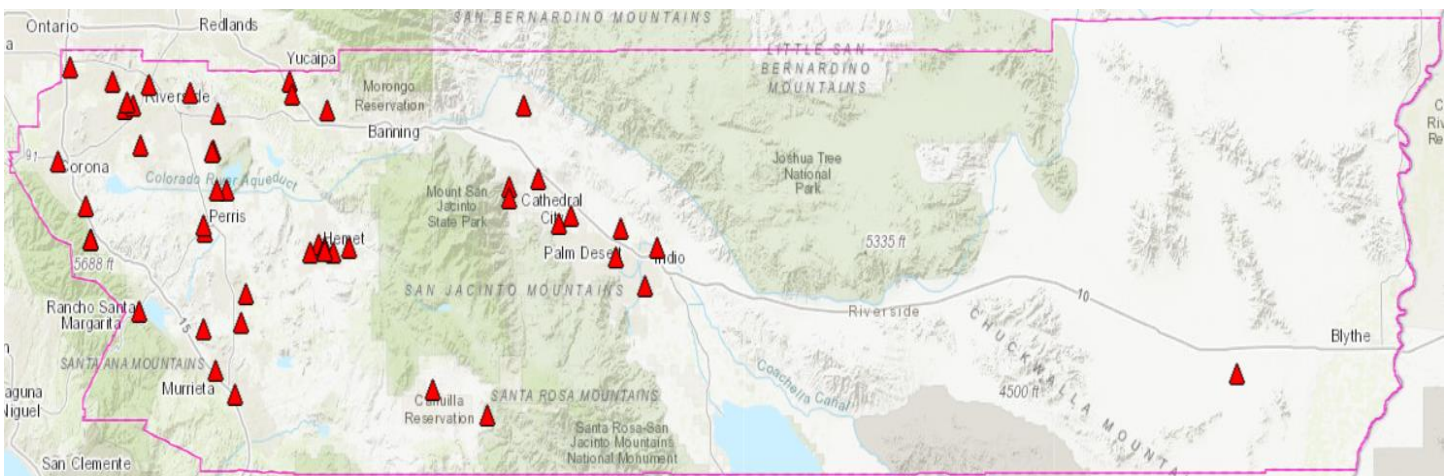 Ontario
Redlands
SAN BERNARDINO MOUNTAINS
a
Yucaipa
LITTLE SAN
BERNARDINO
MOUNTAINS
Morongo
Reservation
Riverside
Banning
91
Corona
Colorado River Aqueduct
Joshua Tree
National
Park
Mount San
Jacinto
State Park
Cathedral
City
Perris
Hemet
5335 ft
Palm Desert
Indio
5688 ft
SAN JACINTO MOUNTAINS
Rancho Santa
Margarita
15
10
Riverside
CHUCKWALLA MOUNTA
Blythe
SANTA ANA MOUNTAINS
Murrieta
Coachella Canal
4500 ft
aguna
Niguel
Cahuilla
Reservation
SANTA ROSA MOUNTAINS
Santa Rosa-San
Jacinto Mountains
National Monument
San Clemente